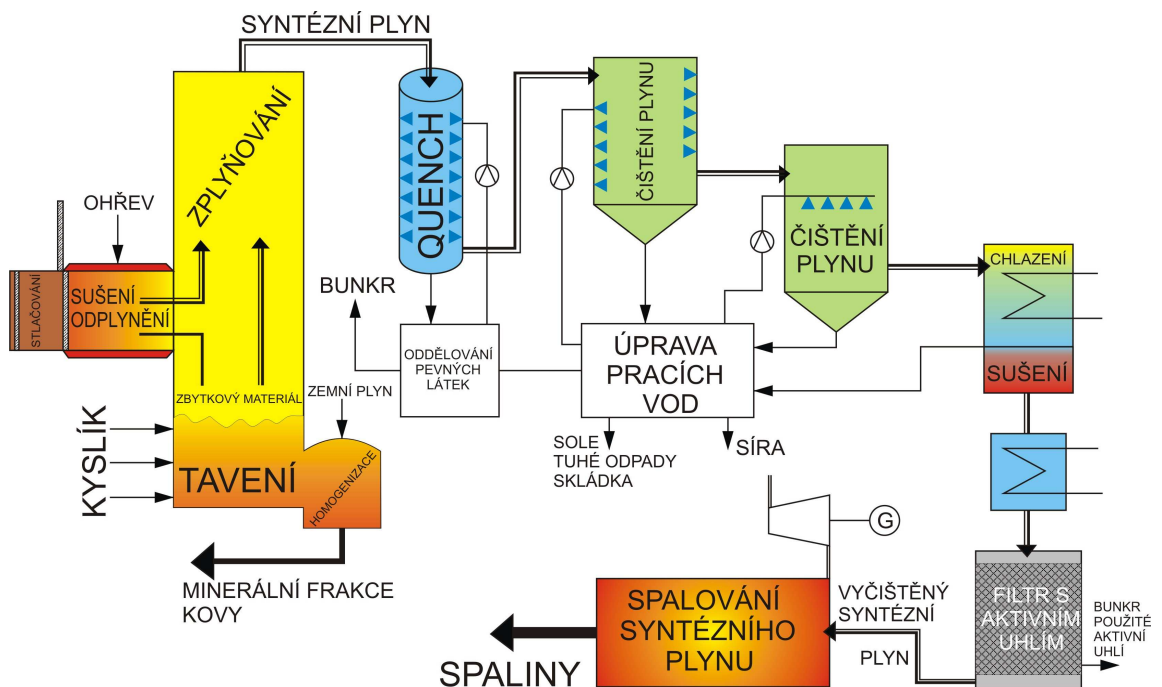 SYNTÉZNÍ PLYN
ZPLYŇOVÁNÍ
QUENCH
ČIŠTĚNÍ PLYNU
ČIŠTĚNÍ
PLYNU
OHŘEV
STLAČOVÁNÍ
SUŠENÍ
ODPLYNĚNÍ
CHLAZENÍ
SUŠENÍ
BUNKR
ODDĚLOVÁNÍ
PEVNÝCH
LÁTEK
ÚPRAVA
PRACÍCH
VOD
ZBYTKOVÝ MATERIÁL
ZEMNÍ PLYN
KYSLÍK
TAVENÍ
HOMOGENIZACE
SOLE
TUHÉ ODPADY
SKLÁDKA
SÍRA
G
MINERÁLNÍ FRAKCE
KOVY
SPALOVÁNÍ
SYNTÉZNÍHO
PLYNU
VYČIŠTĚNÝ
SYNTÉZNÍ
PLYN
FILTR S
AKTIVNÍM
UHLÍM
BUNKR
POUŽITÉ
AKTIVNÍ
UHLÍ
SPALINY